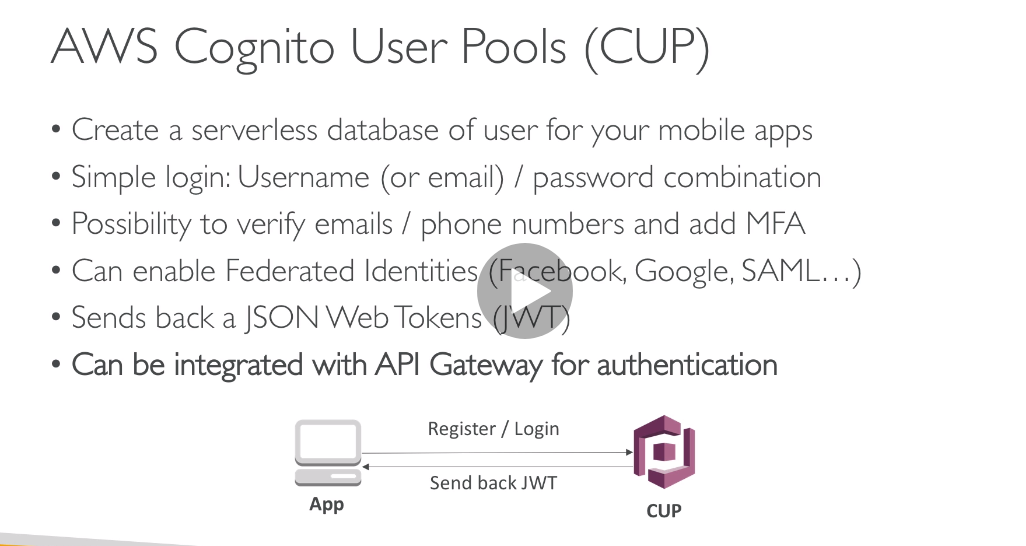 AWS Cognito User Pools (CUP)
• Create a serverless database of user for your mobile apps
• Simple login: Username (or email) / password combination
• Possibility to verify emails / phone numbers and add MFA
• Can enable Federated Identities (Facebook, Google, SAML…)
• Sends back a JSON Web Tokens (JWT)
• Can be integrated with API Gateway for authentication
Register / Login
Send back JWT
App
CUP